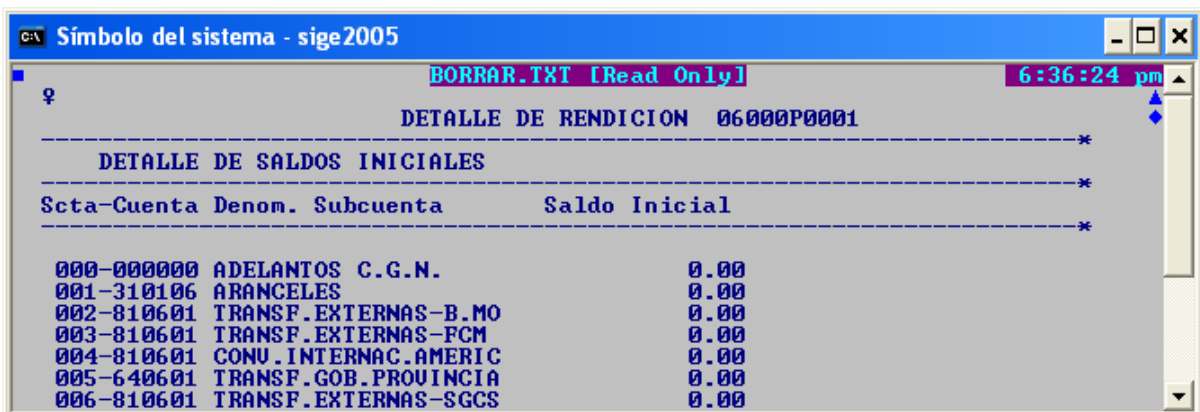 Símbolo del sistema - sige2005
BORRAR.TXT [Read Only] 6:36:24 pm
♀
DETALLE DE RENDICION 06000P0001
--------------------------------------------------------------------------*
DETALLE DE SALDOS INICIALES
--------------------------------------------------------------------------*
Scta-Cuenta Denom. Subcuenta Saldo Inicial
--------------------------------------------------------------------------*
000-000000 ADELANTOS C.G.N. 0.00
001-310106 ARANCELES 0.00
002-810601 TRANSF.EXTERNAS-B.MO 0.00
003-810601 TRANSF.EXTERNAS-FCM 0.00
004-810601 CONV.INTERNAC.AMERIC 0.00
005-640601 TRANSF.GOB.PROVINCIA 0.00
006-810601 TRANSF.EXTERNAS-SGCS 0.00